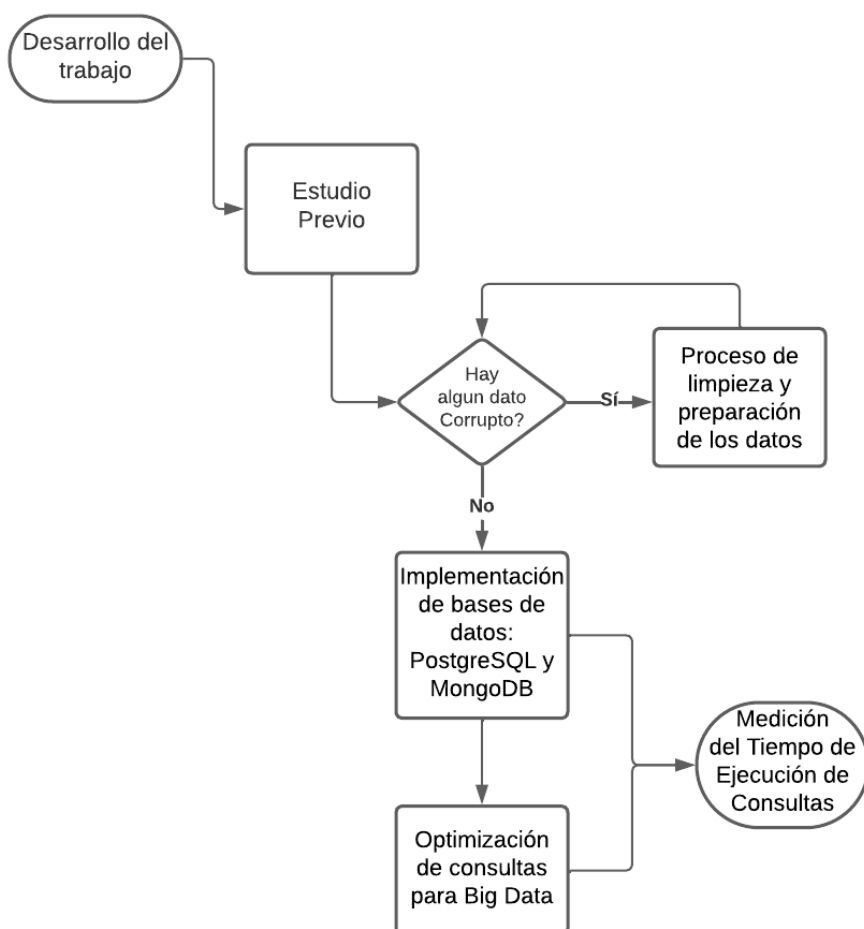 Desarrollo del
trabajo
Estudio
Previo
Hay
algun dato
Corrupto?
Sí
Proceso de
limpieza y
preparación
de los datos
No
Implementación
de bases de
datos:
PostgreSQL y
MongoDB
Medición
del Tiempo de
Ejecución de
Consultas
Optimización
de consultas
para Big Data